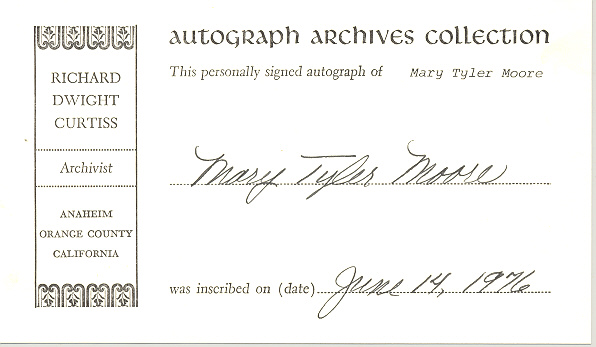 autograph archives collection
This personally signed autograph of Mary Tyler Moore
RICHARD
DWIGHT
CURTISS
Archivist
ANAHEIM
ORANGE COUNTY
CALIFORNIA
Mary Tyler Moore
was inscribed on (date) June 14, 1976